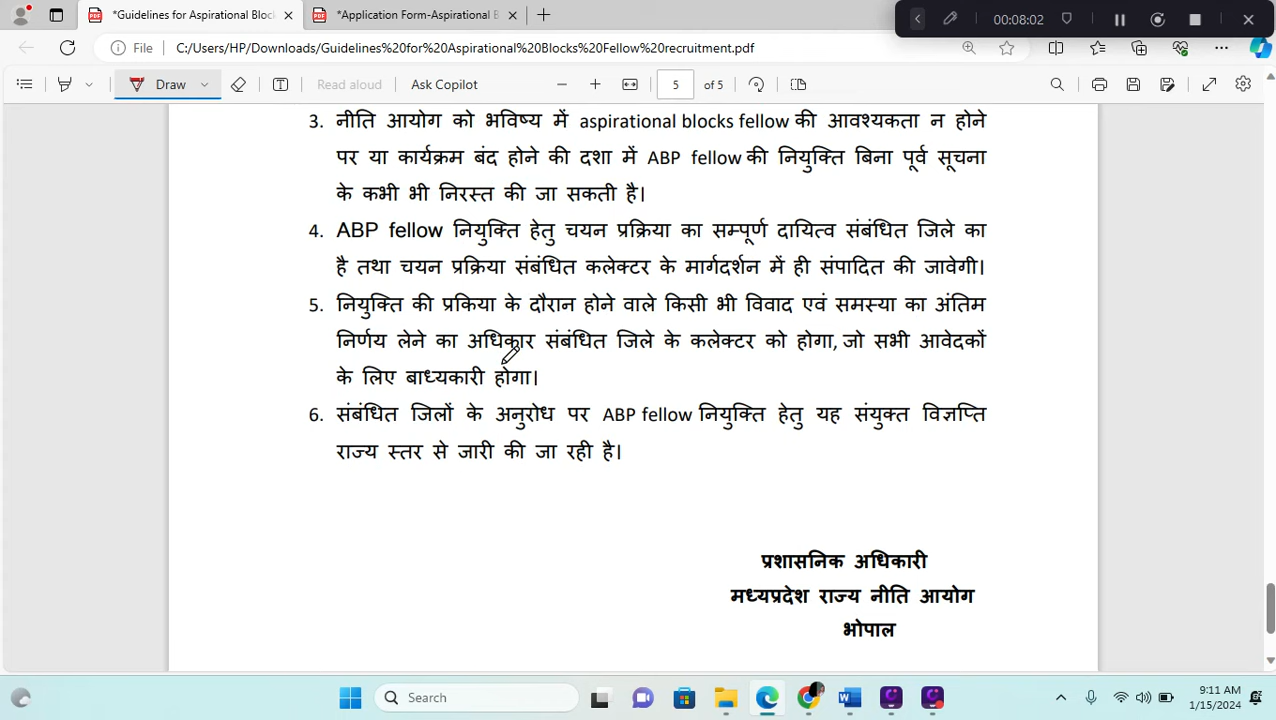 *Guidelines for Aspirational Bloc
*Application Form-Aspirational B
00:08:02
File C:/Users/HP/Downloads/Guidelines%20for%20Aspirational%20Blocks%20Fellow%20recruitment.pdf
Draw
Read aloud
Ask Copilot
5 of 5
3. नीति आयोग को भविष्य में aspirational blocks fellow की आवश्यकता न होने
पर या कार्यक्रम बंद होने की दशा में ABP fellow की नियुक्ति बिना पूर्व सूचना
के कभी भी निरस्त की जा सकती है।
4. ABP fellow नियुक्ति हेतु चयन प्रक्रिया का सम्पूर्ण दायित्व संबंधित जिले का
है तथा चयन प्रक्रिया संबंधित कलेक्टर के मार्गदर्शन में ही संपादित की जावेगी।
5. नियुक्ति की प्रकिया के दौरान होने वाले किसी भी विवाद एवं समस्या का अंतिम
निर्णय लेने का अधिकार संबंधित जिले के कलेक्टर को होगा, जो सभी आवेदकों
के लिए बाध्यकारी होगा।
6. संबंधित जिलों के अनुरोध पर ABP fellow नियुक्ति हेतु यह संयुक्त विज्ञप्ति
राज्य स्तर से जारी की जा रही है।
प्रशासनिक अधिकारी
मध्यप्रदेश राज्य नीति आयोग
भोपाल
Search
9:11 AM
1/15/2024